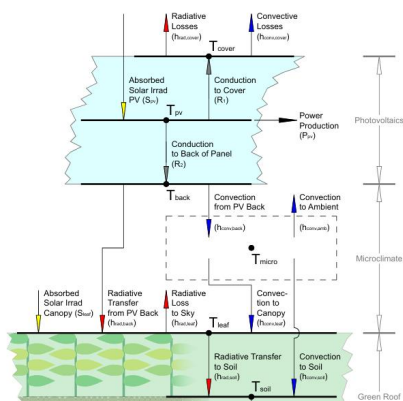 Radiative
Losses
(hrad,cover)
Convective
Losses
(hconv,cover)
Tcover
Absorbed
Solar Irrad
PV (Spv)
Conduction
to Cover
(R1)
Tpv
Power
Production
(Ppv)
Photovoltaics
Conduction
to Back of Panel
(R2)
Tback
Convection
from PV Back
(hconv,back)
Convection
to Ambient
(hconv,amb)
Tmicro
Microclimate
Absorbed
Solar Irrad
Canopy (Sleaf)
Radiative
Transfer
from PV Back
(hrad,back)
Radiative
Loss
to Sky
(hrad,leaf)
Convec-
tion to
Canopy
(hconv,leaf)
Tleaf
Radiative Transfer
to Soil
(hrad,soil)
Convection
to Soil
(hconv,soil)
Tsoil
Green Roof